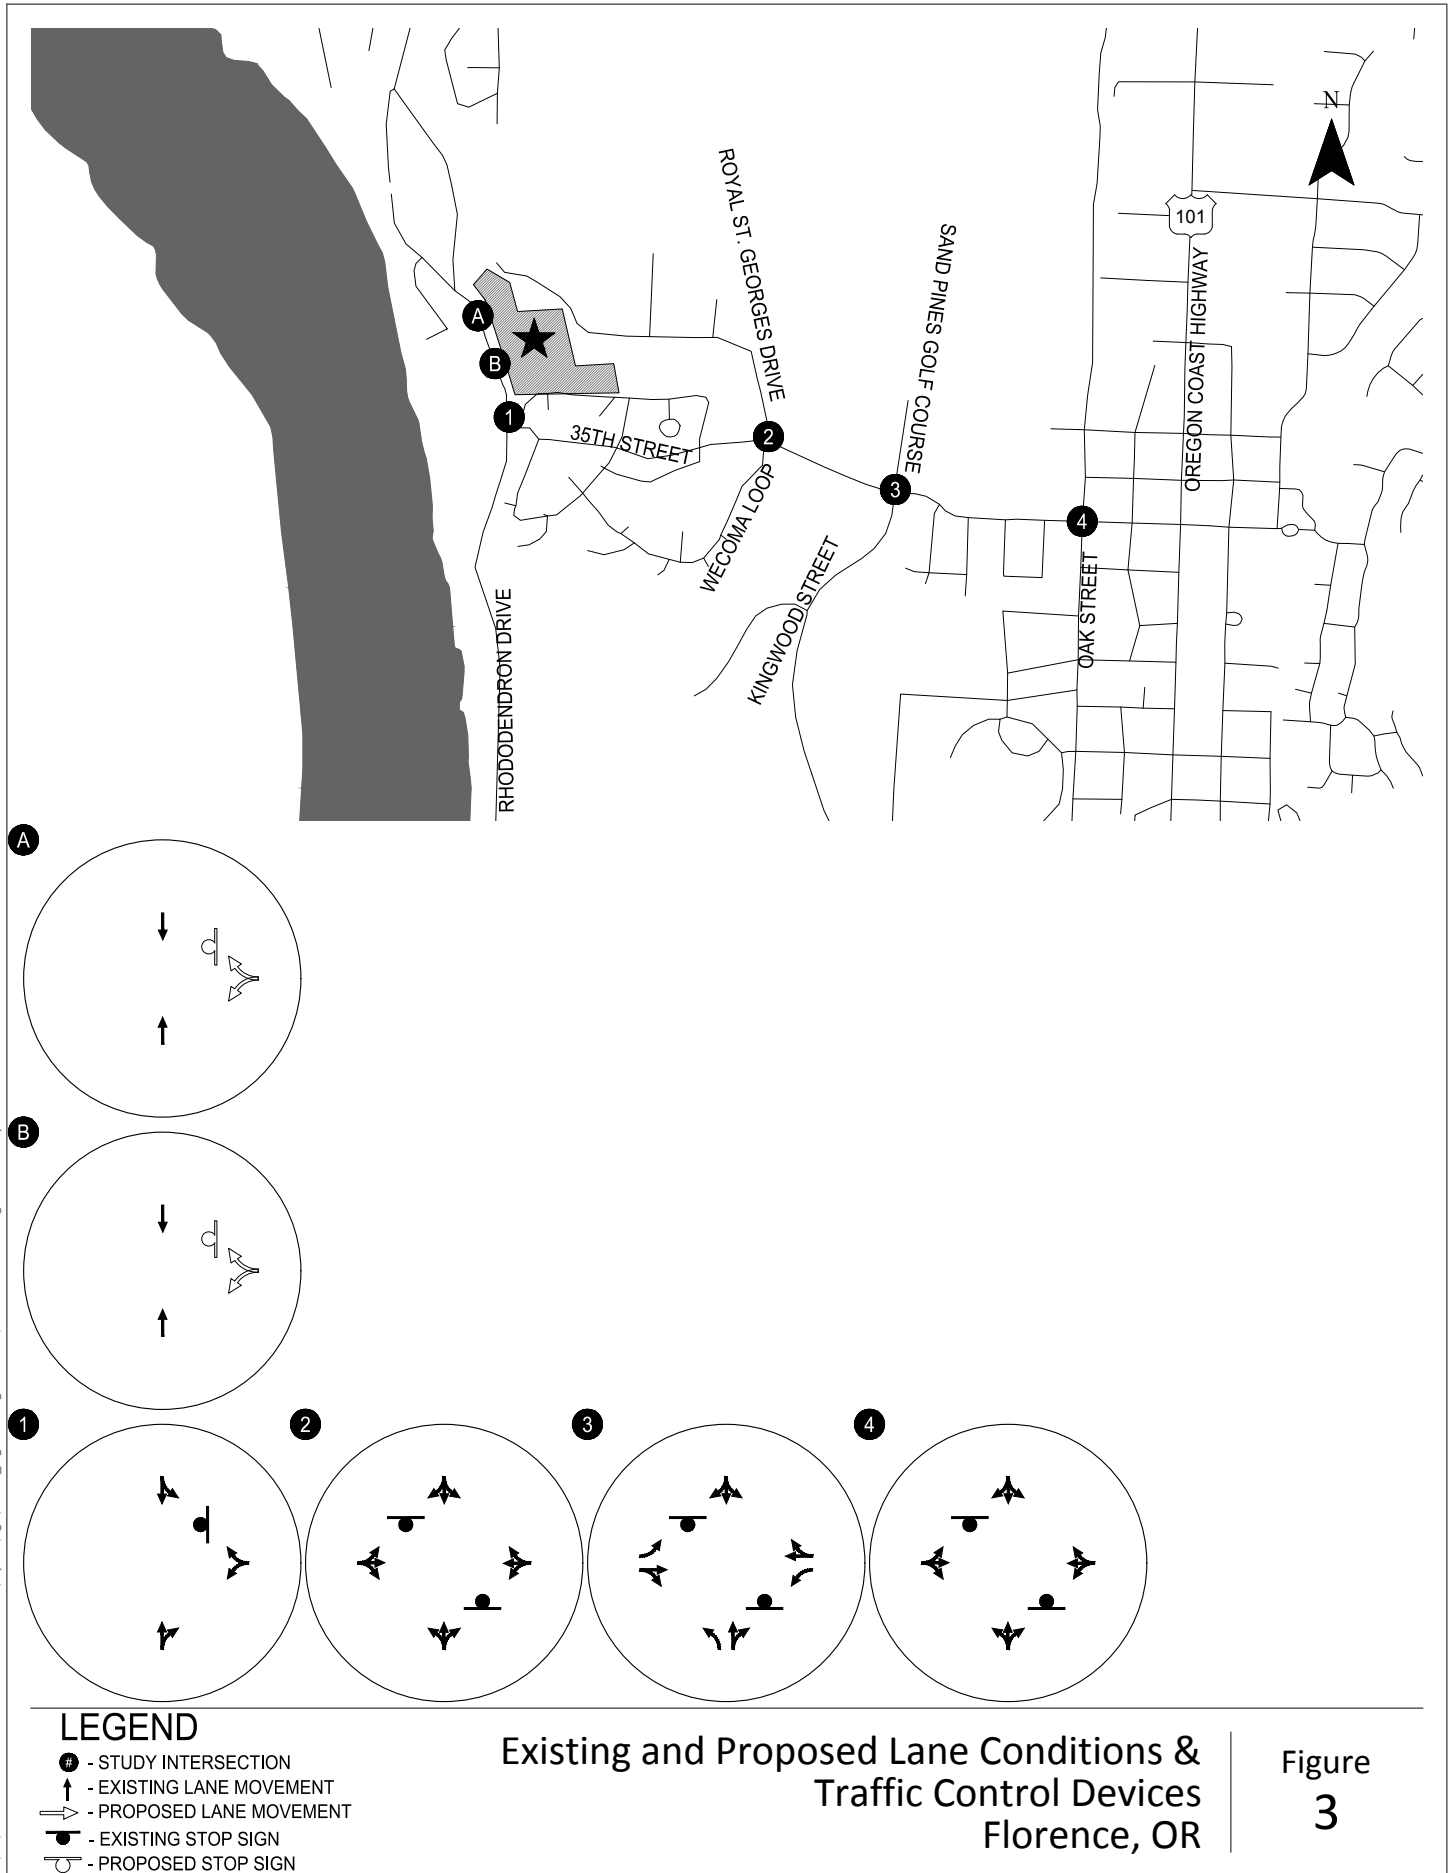 N
101
ROYAL ST. GEORGES DRIVE
SAND PINES GOLF COURSE
OREGON COAST HIGHWAY
A
B
1
35TH STREET
2
3
4
WECOMA LOOP
KINGWOOD STREET
OAK STREET
RHODODENDRON DRIVE
A
B
1
2
3
4
LEGEND
# - STUDY INTERSECTION
- EXISTING LANE MOVEMENT
- PROPOSED LANE MOVEMENT
- EXISTING STOP SIGN
- PROPOSED STOP SIGN
Existing and Proposed Lane Conditions &
Traffic Control Devices
Florence, OR
Figure
3